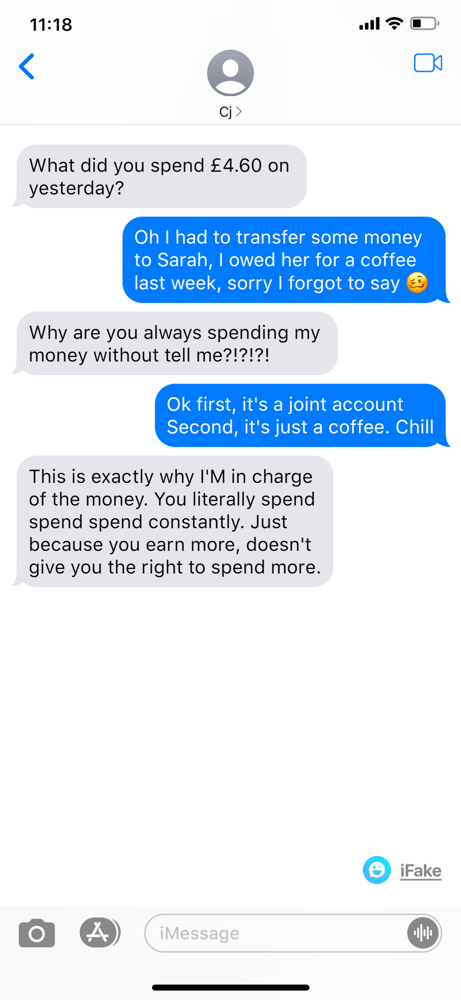 11:18
Cj
What did you spend £4.60 on
yesterday?
Oh I had to transfer some money
to Sarah, I owed her for a coffee
last week, sorry I forgot to say 🥴
Why are you always spending my
money without tell me?!?!?!
Ok first, it's a joint account
Second, it's just a coffee. Chill
This is exactly why I'M in charge
of the money. You literally spend
spend spend constantly. Just
because you earn more, doesn't
give you the right to spend more.
iFake
iMessage